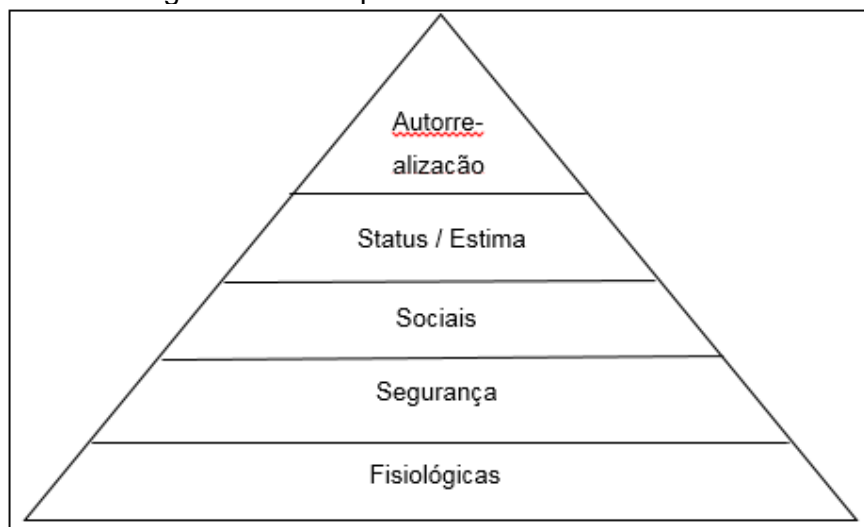 Autorre-
alizacão
Status / Estima
Sociais
Segurança
Fisiológicas